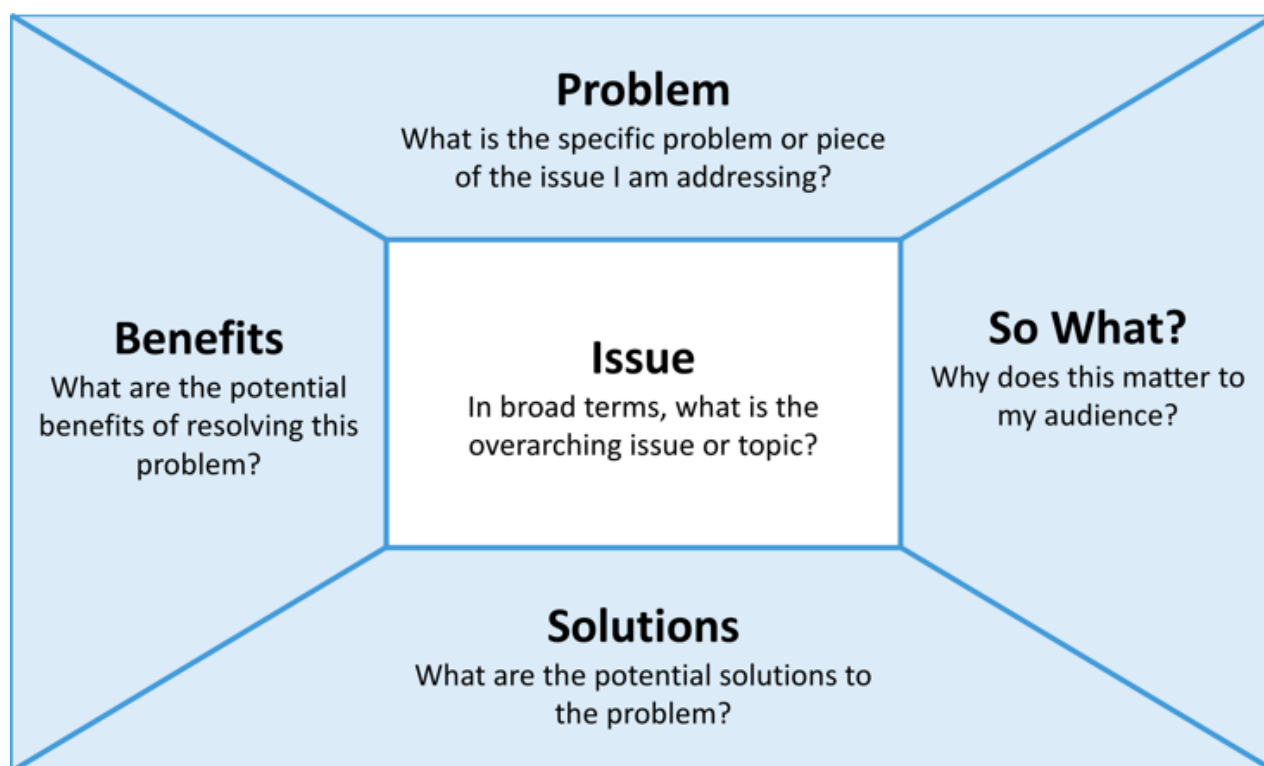 Problem
What is the specific problem or piece
of the issue I am addressing?
Benefits
What are the potential
benefits of resolving this
problem?
Issue
In broad terms, what is the
overarching issue or topic?
So What?
Why does this matter to
my audience?
Solutions
What are the potential solutions to
the problem?